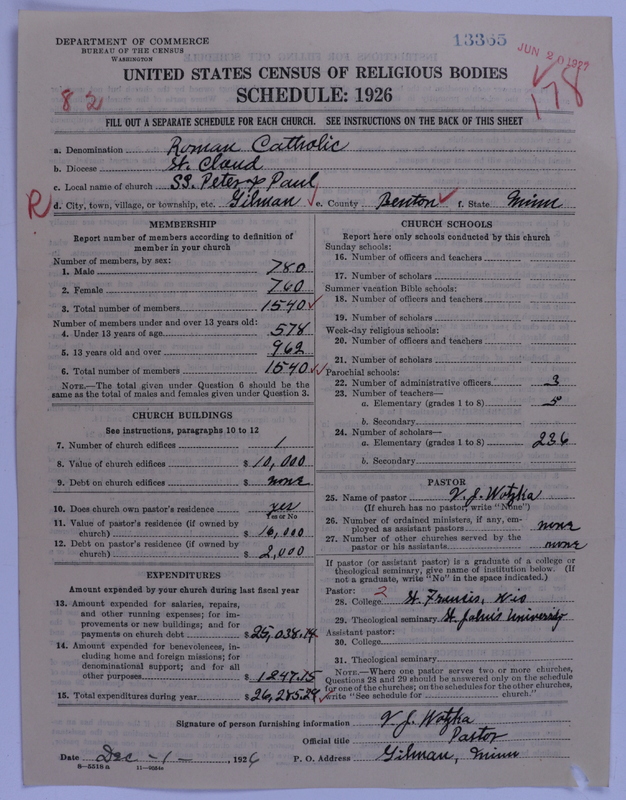 DEPARTMENT OF COMMERCE
BUREAU OF THE CENSUS
WASHINGTON
13365
JUN 20 1927
178
UNITED STATES CENSUS OF RELIGIOUS BODIES
SCHEDULE: 1926
82
FILL OUT A SEPARATE SCHEDULE FOR EACH CHURCH. SEE INSTRUCTIONS ON THE BACK OF THIS SHEET
a. Denomination Roman Catholic
b. Diocese St. Cloud
c. Local name of church SS. Peter & Paul
R d. City, town, village, or township, etc. Gilman e. County Benton f. State Minn
MEMBERSHIP
Report number of members according to definition of
member in your church
Number of members, by sex:
1. Male 780
2. Female 760
3. Total number of members 1540
Number of members under and over 13 years old:
4. Under 13 years of age 578
5. 13 years old and over 962
6. Total number of members 1540
NOTE.—The total given under Question 6 should be the
same as the total of males and females given under Question 3.
CHURCH BUILDINGS
See instructions, paragraphs 10 to 12
7. Number of church edifices 1
8. Value of church edifices $ 10,000
9. Debt on church edifices $ none
10. Does church own pastor's residence yes
Yes or No
11. Value of pastor's residence (if owned by
church) $ 16,000
12. Debt on pastor's residence (if owned by
church) $ 2,000
EXPENDITURES
Amount expended by your church during last fiscal year
13. Amount expended for salaries, repairs,
and other running expenses; for im-
provements or new buildings; and for
payments on church debt $ 25,038.14
14. Amount expended for benevolences, in-
cluding home and foreign missions; for
denominational support; and for all
other purposes $ 1247.15
15. Total expenditures during year $ 26,285.29
CHURCH SCHOOLS
Report here only schools conducted by this church
Sunday schools:
16. Number of officers and teachers
17. Number of scholars
Summer vacation Bible schools:
18. Number of officers and teachers
19. Number of scholars
Week-day religious schools:
20. Number of officers and teachers
21. Number of scholars
Parochial schools:
22. Number of administrative officers 3
23. Number of teachers—
a. Elementary (grades 1 to 8) 5
b. Secondary
24. Number of scholars—
a. Elementary (grades 1 to 8) 236
b. Secondary
PASTOR
25. Name of pastor V. J. Wotzka
(If church has no pastor, write "None")
26. Number of ordained ministers, if any, em-
ployed as assistant pastors none
27. Number of other churches served by the
pastor or his assistants none
If pastor (or assistant pastor) is a graduate of a college or
theological seminary, give name of institution below. (If
not a graduate, write "No" in the space indicated.)
Pastor: 2
28. College St. Francis, Wis
29. Theological seminary St. John's University
Assistant pastor:
30. College
31. Theological seminary
NOTE.—Where one pastor serves two or more churches,
Questions 28 and 29 should be answered only on the schedule
for one of the churches; on the schedules for the other churches,
write "See schedule for church."
Signature of person furnishing information V. J. Wotzka
Official title Pastor
Date Dec - 1 - , 1926 P. O. Address Gilman, Minn